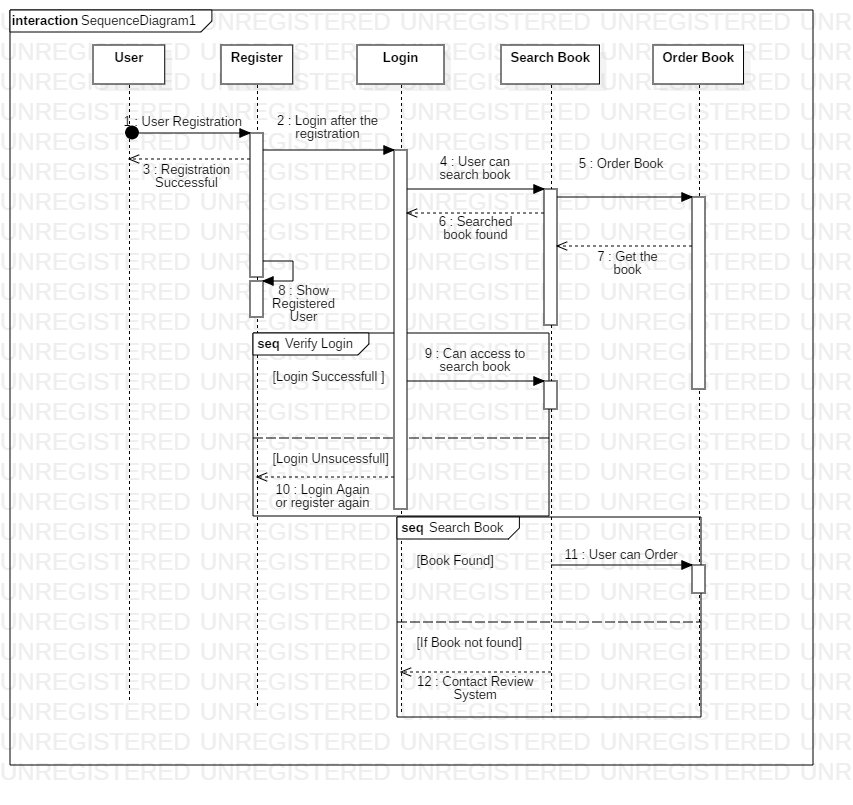 interaction SequenceDiagram1
User
Register
Login
Search Book
Order Book
1 : User Registration
2 : Login after the
registration
3 : Registration
Successful
4 : User can
search book
5 : Order Book
6 : Searched
book found
7 : Get the
book
8 : Show
Registered
User
seq Verify Login
9 : Can access to
search book
[Login Successfull ]
[Login Unsucessfull]
10 : Login Again
or register again
seq Search Book
11 : User can Order
[Book Found]
[If Book not found]
12 : Contact Review
System
UNREGISTERED